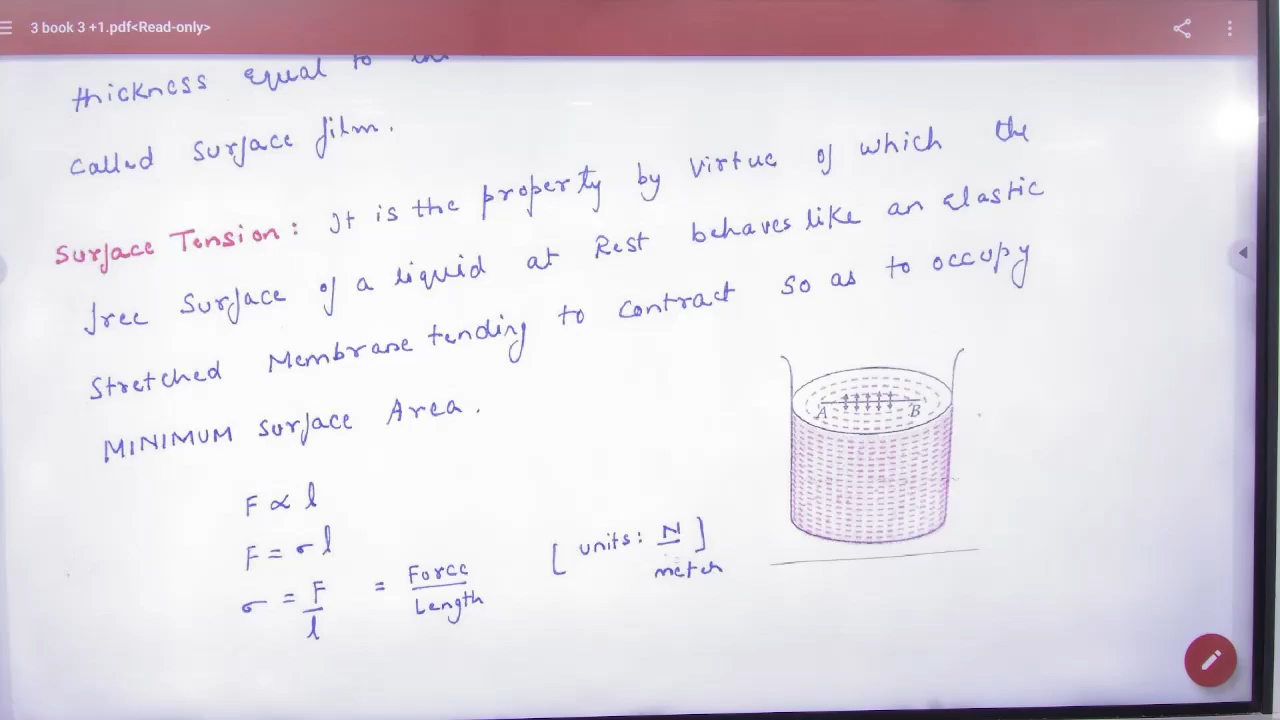 3 book 3 +1.pdf<Read-only>
thickness equal to
called surface film.
Surface Tension: It is the property by virtue of which the
free surface of a liquid at Rest behaves like an elastic
stretched Membrane tending to contract so as to occupy
MINIMUM surface Area.
A B
F ∝ l
F = σ l
σ = F/l = Force/Length [units: N/meter]